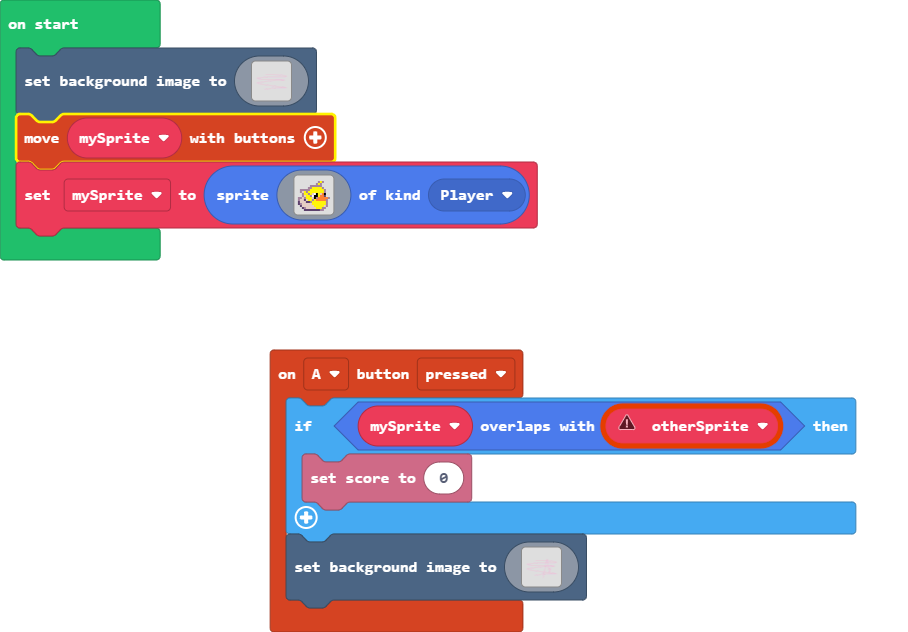 on start
set background image to
move mySprite with buttons
set mySprite to sprite of kind Player
on A button pressed
if mySprite overlaps with otherSprite then
set score to 0
set background image to